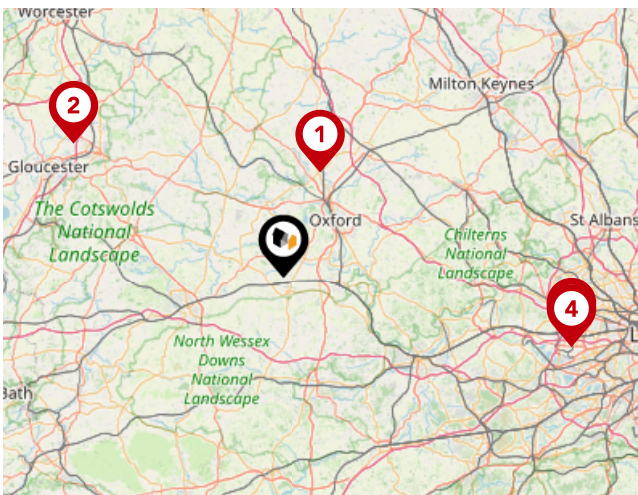 Worcester
2
Milton Keynes
1
Gloucester
The Cotswolds
National
Landscape
Oxford
St Albans
Chilterns
National
Landscape
4
North Wessex
Downs
National
Landscape
Bath
L